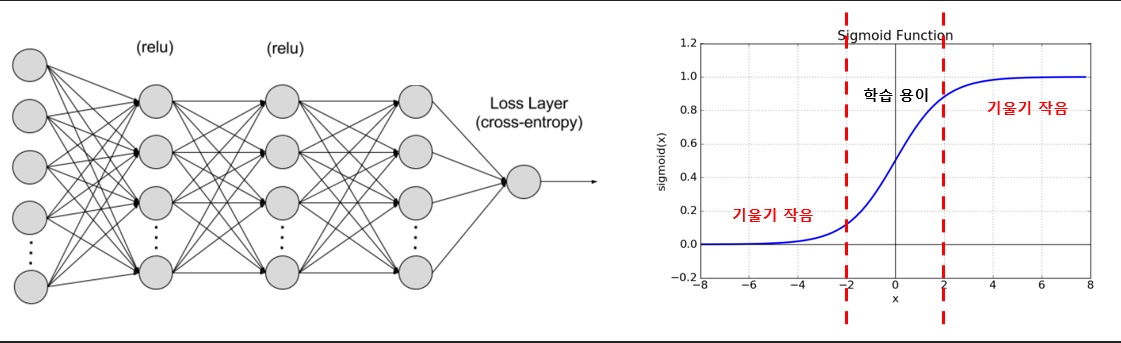 (relu)
(relu)
Loss Layer
(cross-entropy)
Sigmoid Function
1.2
1.0
0.8
0.6
0.4
0.2
0.0
−0.2
sigmoid(x)
학습 용이
기울기 작음
기울기 작음
−8
−6
−4
−2
0
2
4
6
8
x